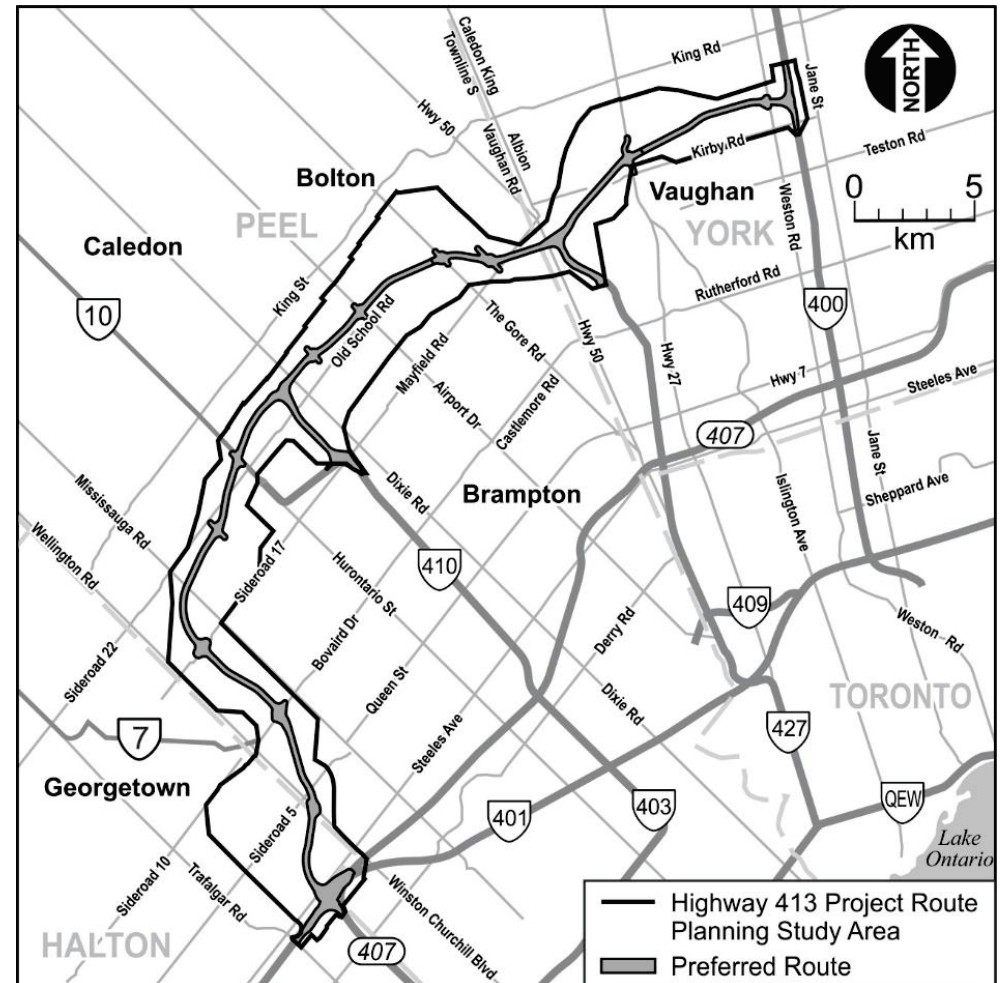 Caledon King
Townline S
King Rd
Jane St
NORTH
Hwy 50
Albion
Vaughan Rd
Kirby Rd
Teston Rd
Bolton
Vaughan
0 5
km
PEEL
YORK
Weston Rd
Caledon
King St
Rutherford Rd
10
Old School Rd
400
The Gore Rd
Mayfield Rd
Hwy 50
Hwy 27
Airport Dr
Castlemore Rd
Hwy 7
Steeles Ave
407
Mississauga Rd
Dixie Rd
Brampton
Jane St
Sheppard Ave
Wellington Rd
Sideroad 17
Islington Ave
Hurontario St
410
409
Bovaird Dr
Derry Rd
Weston Rd
Sideroad 22
Queen St
Dixie Rd
TORONTO
7
Steeles Ave
427
Georgetown
401
403
QEW
Sideroad 5
Lake
Ontario
Sideroad 10
Trafalgar Rd
Winston Churchill Blvd
HALTON
407
Highway 413 Project Route
Planning Study Area
Preferred Route